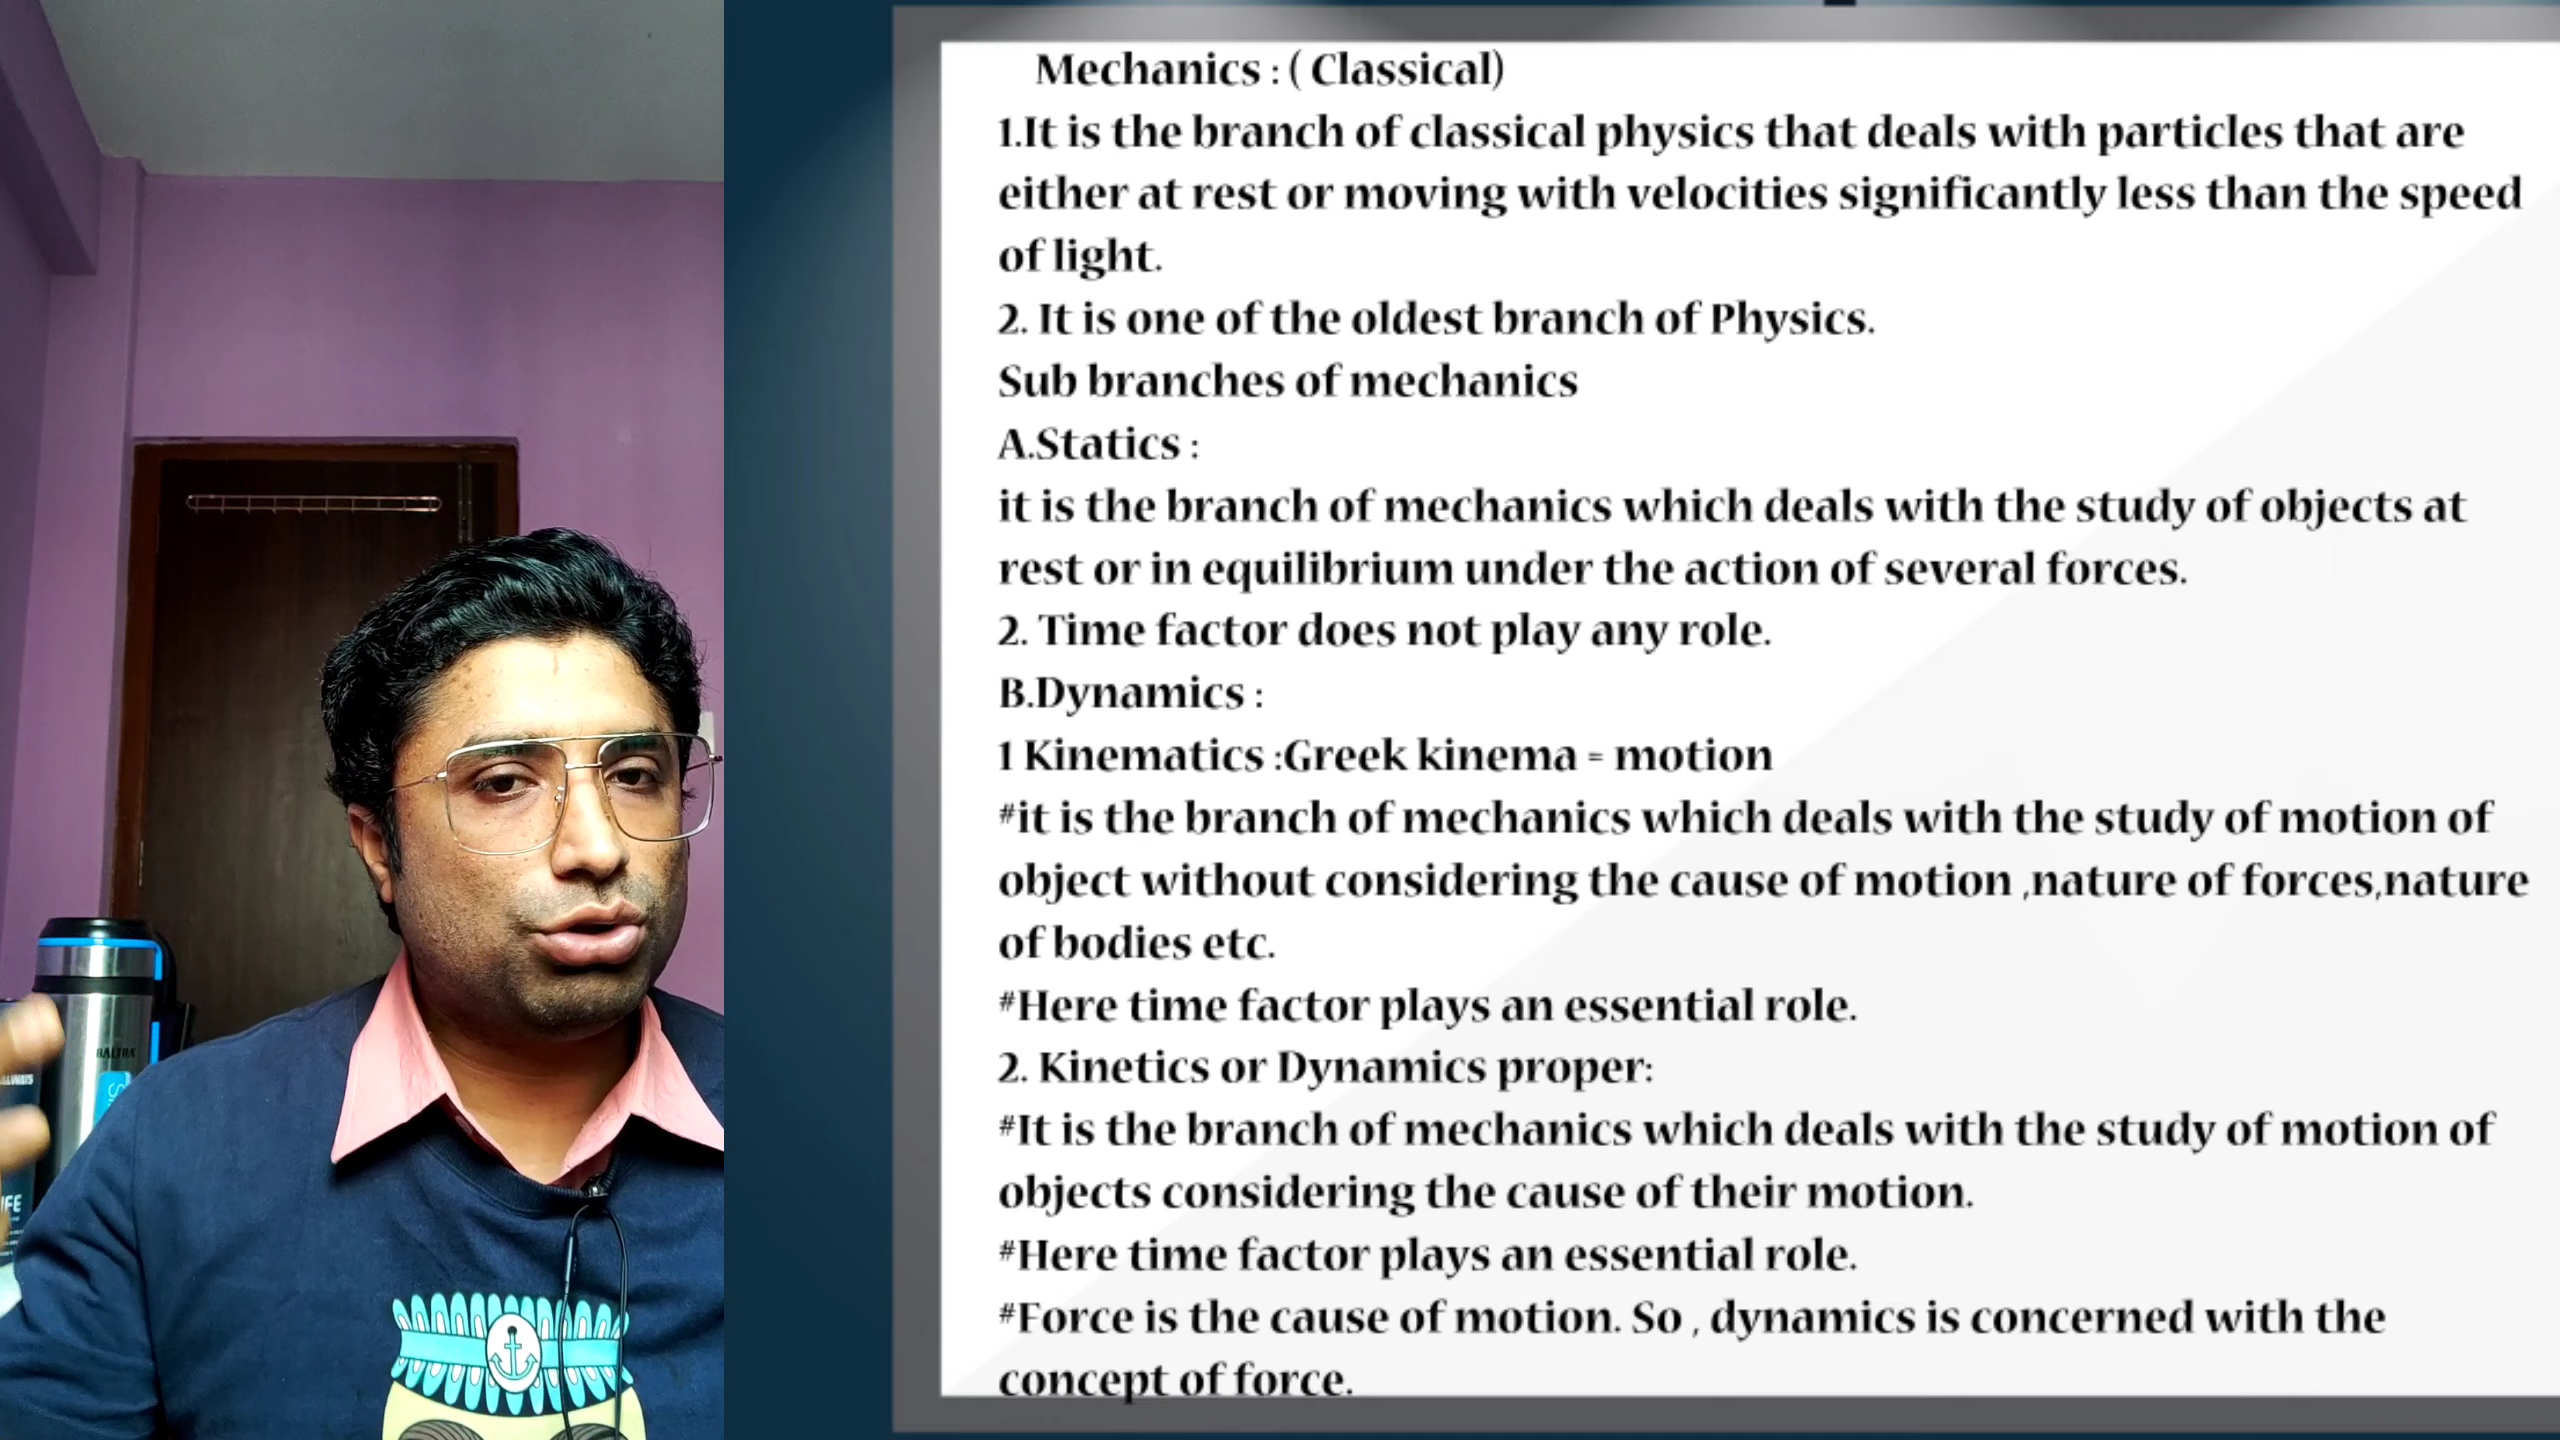 Mechanics : ( Classical)
1.It is the branch of classical physics that deals with particles that are
either at rest or moving with velocities significantly less than the speed
of light.
2. It is one of the oldest branch of Physics.
Sub branches of mechanics
A.Statics :
it is the branch of mechanics which deals with the study of objects at
rest or in equilibrium under the action of several forces.
2. Time factor does not play any role.
B.Dynamics :
1 Kinematics :Greek kinema = motion
#it is the branch of mechanics which deals with the study of motion of
object without considering the cause of motion ,nature of forces,nature
of bodies etc.
#Here time factor plays an essential role.
2. Kinetics or Dynamics proper:
#It is the branch of mechanics which deals with the study of motion of
objects considering the cause of their motion.
#Here time factor plays an essential role.
#Force is the cause of motion. So , dynamics is concerned with the
concept of force.
BALTRA
ALWAYS
IFE